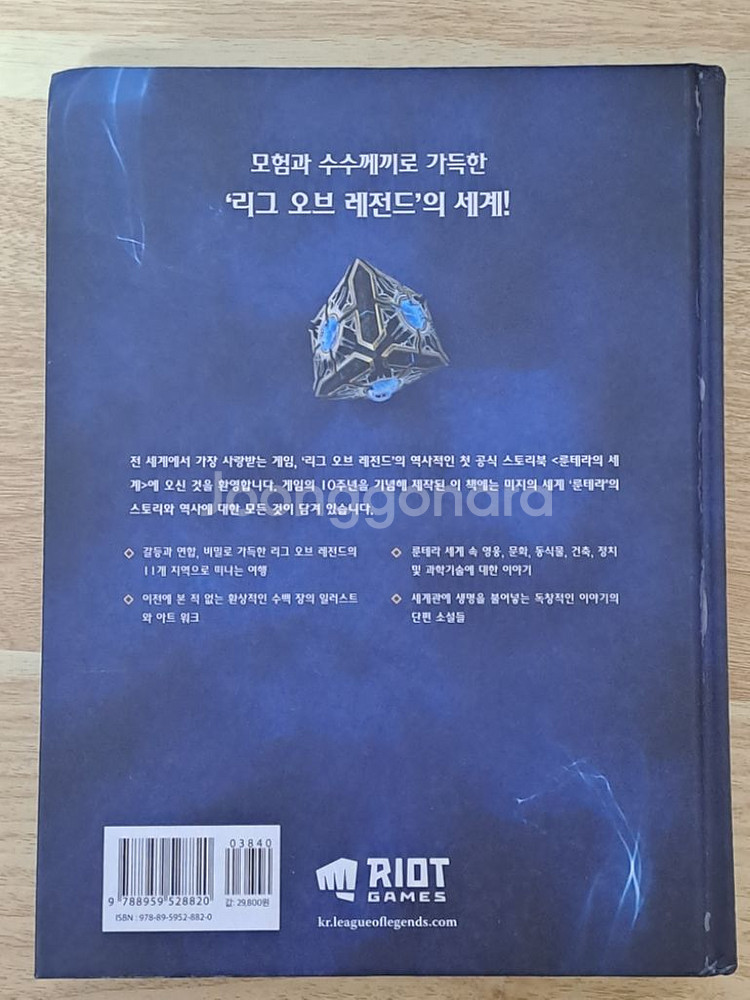 모험과 수수께끼로 가득한
‘리그 오브 레전드’의 세계!
전 세계에서 가장 사랑받는 게임, ‘리그 오브 레전드’의 역사적인 첫 공식 스토리북 <룬테라의 세
계>에 오신 것을 환영합니다. 게임의 10주년을 기념해 제작된 이 책에는 미지의 세계 ‘룬테라’의
스토리와 역사에 대한 모든 것이 담겨 있습니다.
joonggonara
갈등과 연합, 비밀로 가득한 리그 오브 레전드의
11개 지역으로 떠나는 여행
이전에 본 적 없는 환상적인 수백 장의 일러스트
와 아트 워크
룬테라 세계 속 영웅, 문화, 동식물, 건축, 정치
및 과학기술에 대한 이야기
세계관에 생명을 불어넣는 독창적인 이야기의
단편 소설들
03840
9 788959 528820
값: 29,800원
ISBN : 978-89-5952-882-0
RIOT
GAMES
kr.leagueoflegends.com